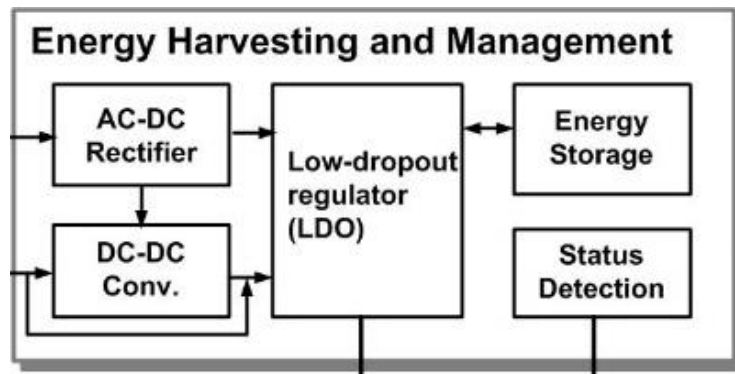 Energy Harvesting and Management
AC-DC
Rectifier
Low-dropout
regulator
(LDO)
Energy
Storage
DC-DC
Conv.
Status
Detection